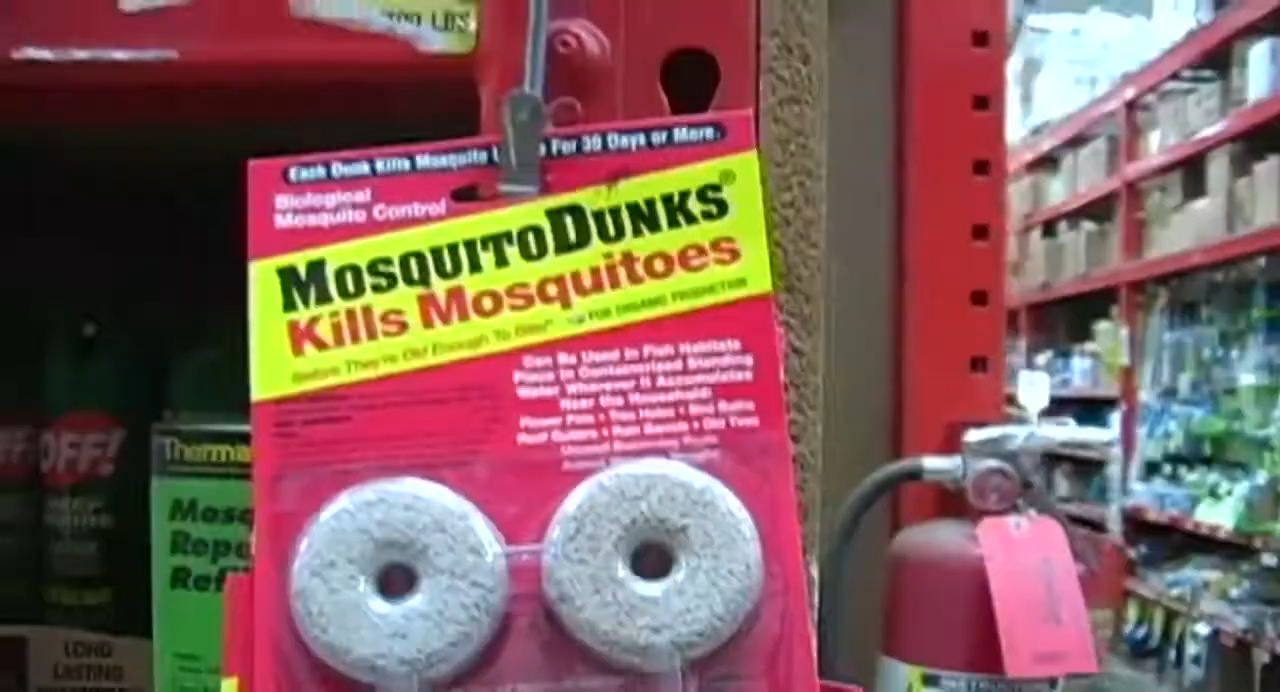 LBS
Each Dunk Kills Mosquito For 30 Days or More.
Biological
Mosquito Control
MOSQUITODUNKS®
Kills Mosquitoes
Before They're Old Enough To Bite!®
FOR ORGANIC PRODUCTION
Can Be Used in Fish Habitats
Place in Containerized Standing
Water Wherever It Accumulates
Near the Household:
Flower Pots • Tree Holes • Bird Baths
Roof Gutters • Rain Barrels • Old Tires
OFF!
Therma
Mosq
Repe
Refi
LONG
LASTING